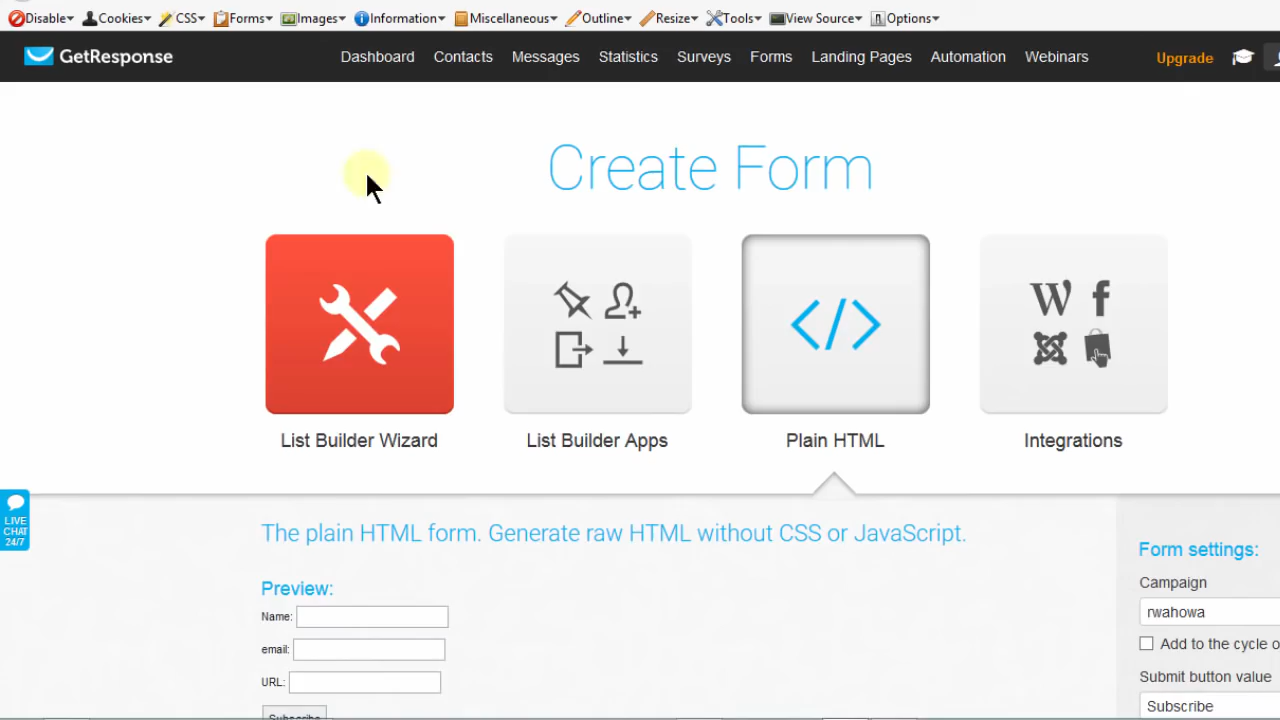 Disable Cookies CSS Forms Images Information Miscellaneous Outline Resize Tools View Source Options
GetResponse Dashboard Contacts Messages Statistics Surveys Forms Landing Pages Automation Webinars Upgrade
Create Form
List Builder Wizard List Builder Apps Plain HTML Integrations
LIVE
CHAT
24/7
The plain HTML form. Generate raw HTML without CSS or JavaScript.
Preview:
Name:
email:
URL:
Subscribe
Form settings:
Campaign
rwahowa
Add to the cycle o
Submit button value
Subscribe